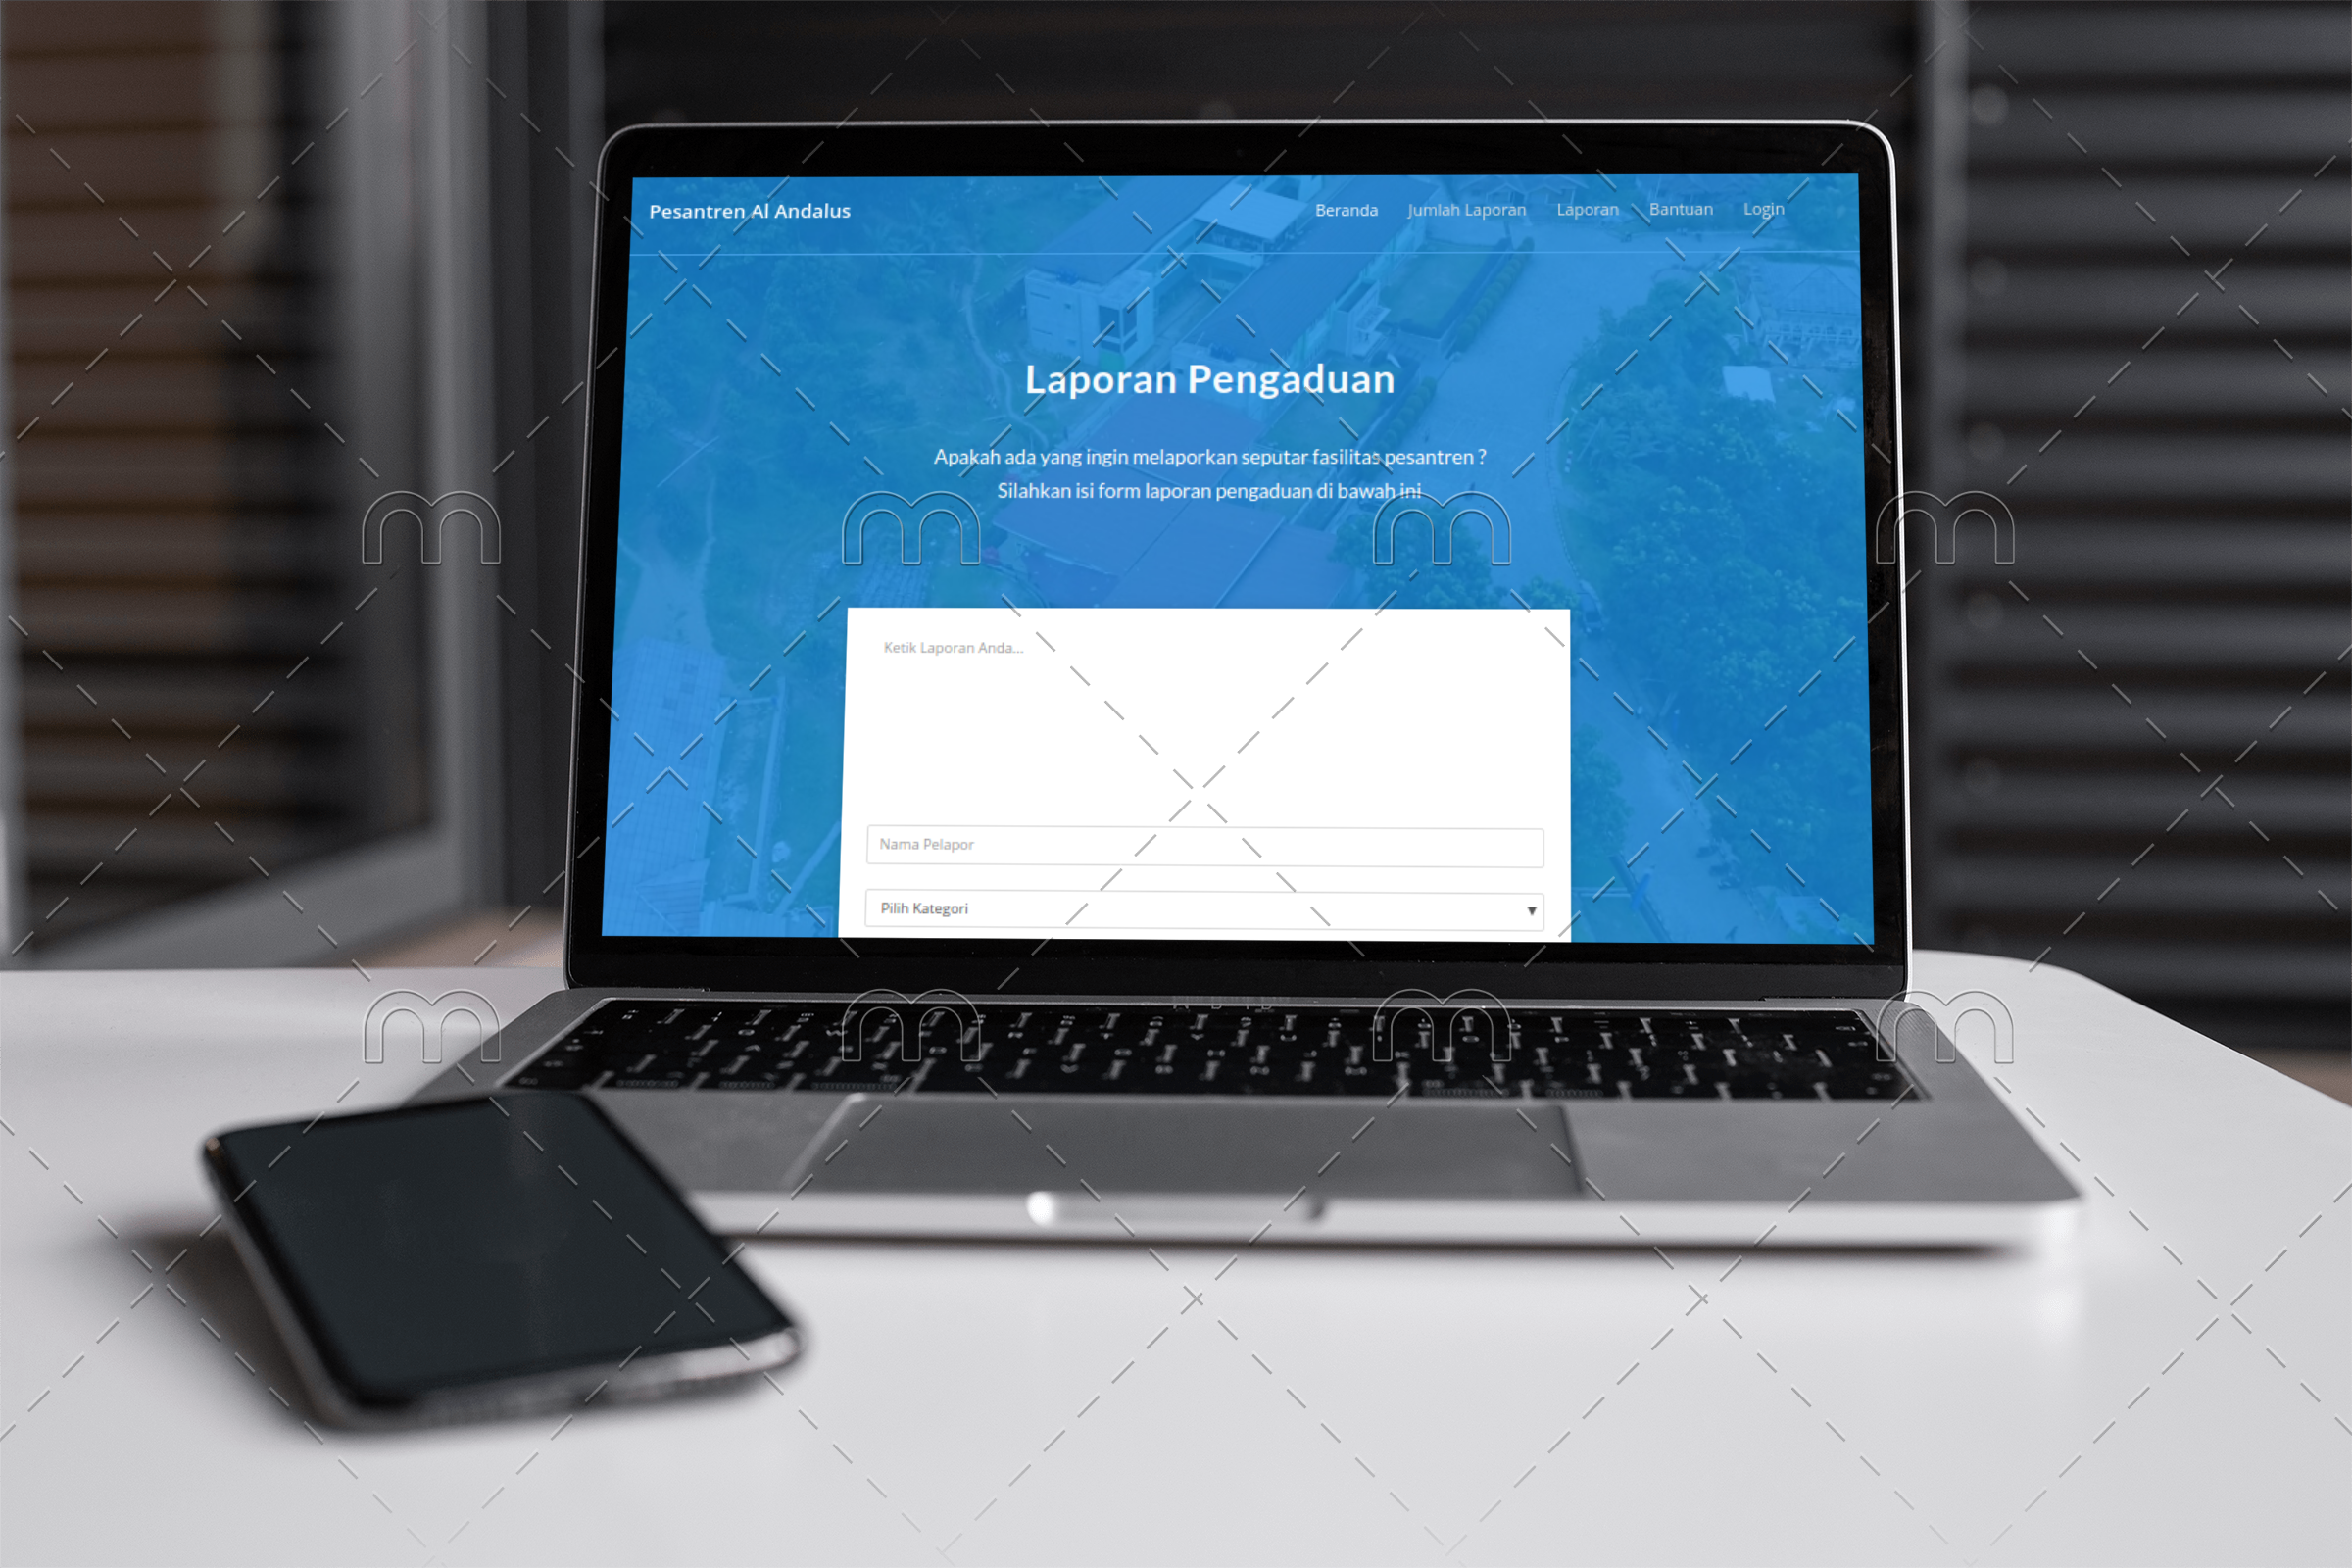 Pesantren Al Andalus
Beranda Jumlah Laporan Laporan Bantuan Login
Laporan Pengaduan
Apakah ada yang ingin melaporkan seputar fasilitas pesantren ?
Silahkan isi form laporan pengaduan di bawah ini
Ketik Laporan Anda...
Nama Pelapor
Pilih Kategori
m m m m
m m m m